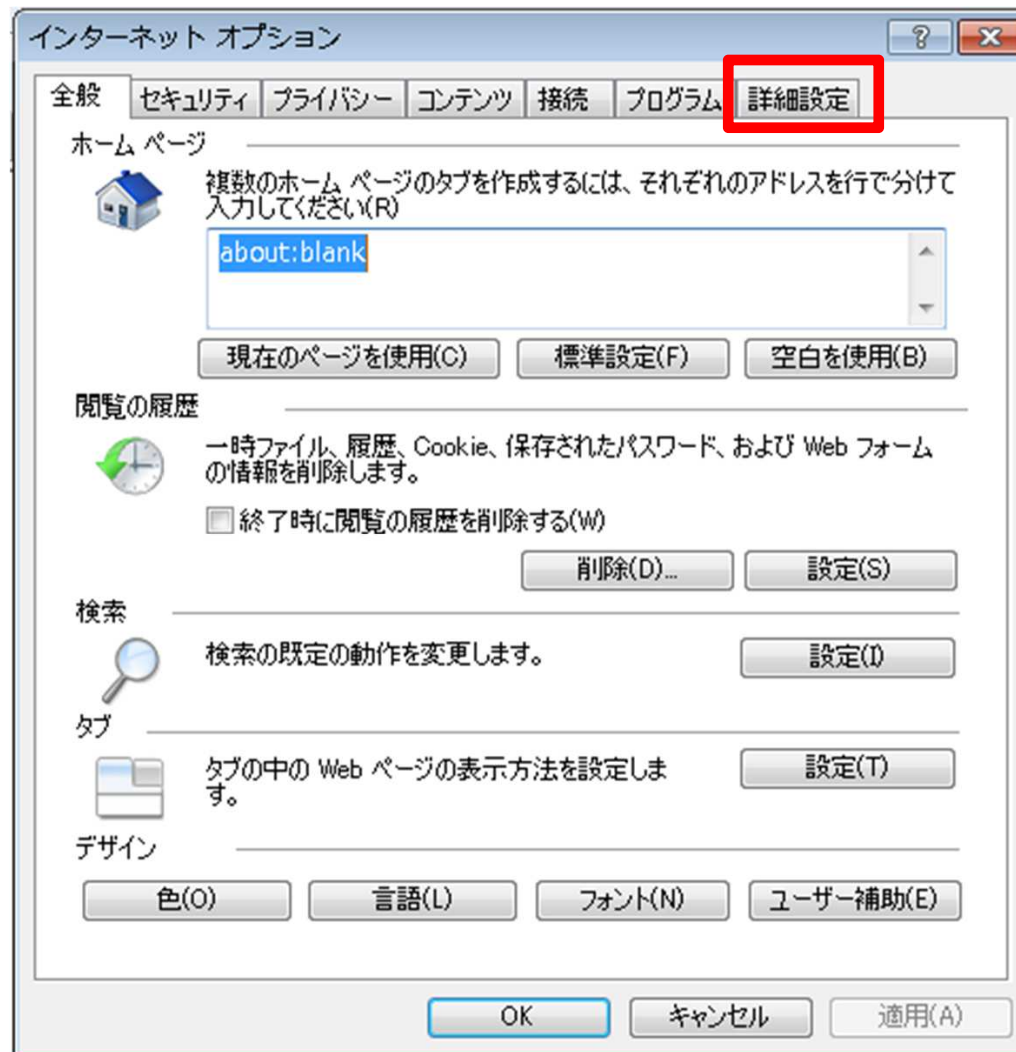 インターネット オプション
全般 セキュリティ プライバシー コンテンツ 接続 プログラム 詳細設定
ホーム ページ
複数のホーム ページのタブを作成するには、それぞれのアドレスを行で分けて
入力してください(R)
about:blank
現在のページを使用(C) 標準設定(F) 空白を使用(B)
閲覧の履歴
一時ファイル、履歴、Cookie、保存されたパスワード、および Web フォーム
の情報を削除します。
終了時に閲覧の履歴を削除する(W)
削除(D)... 設定(S)
検索
検索の既定の動作を変更します。 設定(I)
タブ
タブの中の Web ページの表示方法を設定しま
す。
設定(T)
デザイン
色(O) 言語(L) フォント(N) ユーザー補助(E)
OK キャンセル 適用(A)